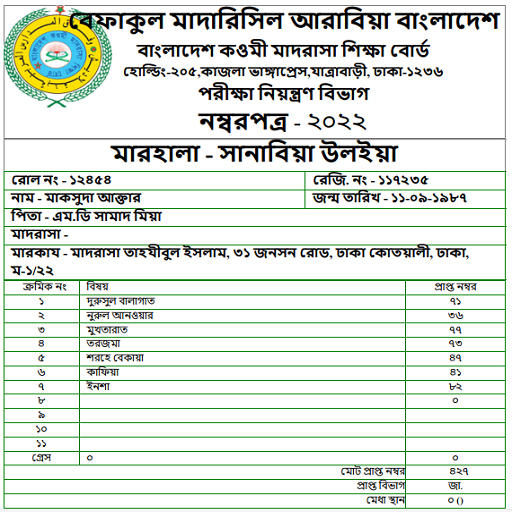 বেফাকুল মাদারিসিল আরাবিয়া বাংলাদেশ
বাংলাদেশ কওমী মাদরাসা শিক্ষা বোর্ড
হোল্ডিং-২০৫,কাজলা ভাঙ্গাপ্রেস,যাত্রাবাড়ী, ঢাকা-১২৩৬
পরীক্ষা নিয়ন্ত্রণ বিভাগ
নম্বরপত্র - ২০২২
মারহালা - সানাবিয়া উলইয়া
রোল নং - ১২৪৫৪ রেজি. নং - ১১৭২৩৫
নাম - মাকসুদা আক্তার জন্ম তারিখ - ১১-০৯-১৯৮৭
পিতা - এম.ডি সামাদ মিয়া
মাদরাসা -
মারকায - মাদরাসা তাহযীবুল ইসলাম, ৩১ জনসন রোড, ঢাকা কোতয়ালী, ঢাকা,
ম-১/২২
ক্রমিক নং বিষয় প্রাপ্ত নম্বর
১ দুরুসুল বালাগাত ৭১
২ নুরুল আনওয়ার ৩৬
৩ মুখতারাত ৭৭
৪ তরজমা ৭৩
৫ শরহে বেকায়া ৪৭
৬ কাফিয়া ৪১
৭ ইনশা ৮২
৮ ০
৯
১০
১১
গ্রেস ০ ০
মোট প্রাপ্ত নম্বর ৪২৭
প্রাপ্ত বিভাগ জা.
মেধা স্থান ০ ()